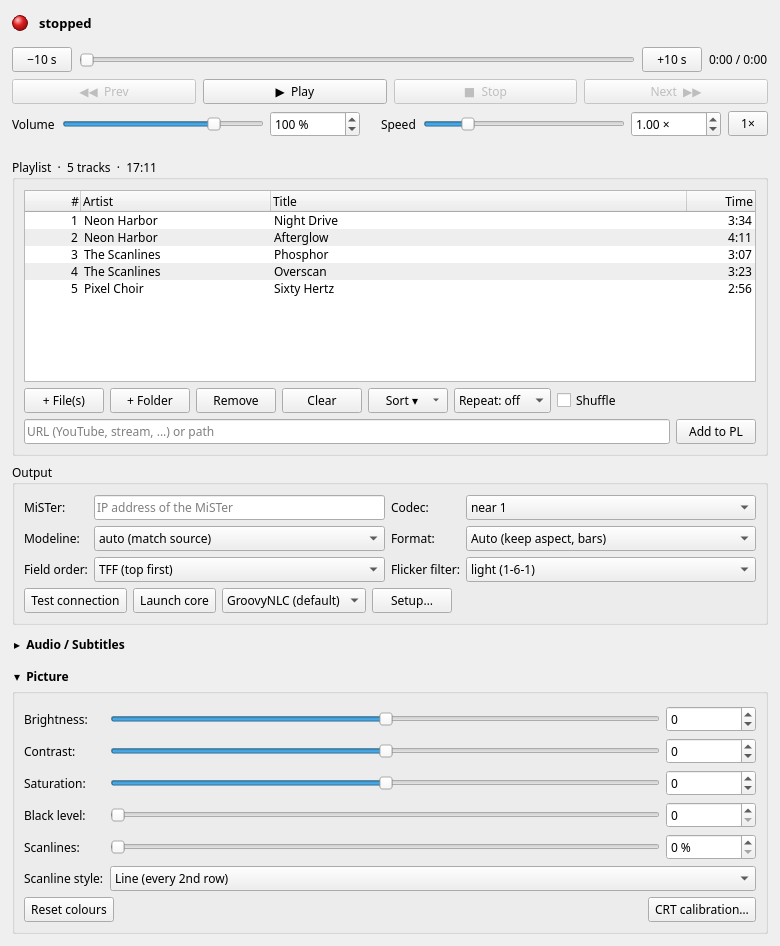 stopped
−10 s +10 s 0:00 / 0:00
◀◀ Prev ▶ Play ■ Stop Next ▶▶
Volume 100 % Speed 1.00 × 1×
Playlist · 5 tracks · 17:11
# Artist Title Time
1 Neon Harbor Night Drive 3:34
2 Neon Harbor Afterglow 4:11
3 The Scanlines Phosphor 3:07
4 The Scanlines Overscan 3:23
5 Pixel Choir Sixty Hertz 2:56
+ File(s) + Folder Remove Clear Sort ▾ Repeat: off Shuffle
URL (YouTube, stream, ...) or path Add to PL
Output
MiSTer: IP address of the MiSTer Codec: near 1
Modeline: auto (match source) Format: Auto (keep aspect, bars)
Field order: TFF (top first) Flicker filter: light (1-6-1)
Test connection Launch core GroovyNLC (default) Setup...
▸ Audio / Subtitles
▾ Picture
Brightness: 0
Contrast: 0
Saturation: 0
Black level: 0
Scanlines: 0 %
Scanline style: Line (every 2nd row)
Reset colours CRT calibration...